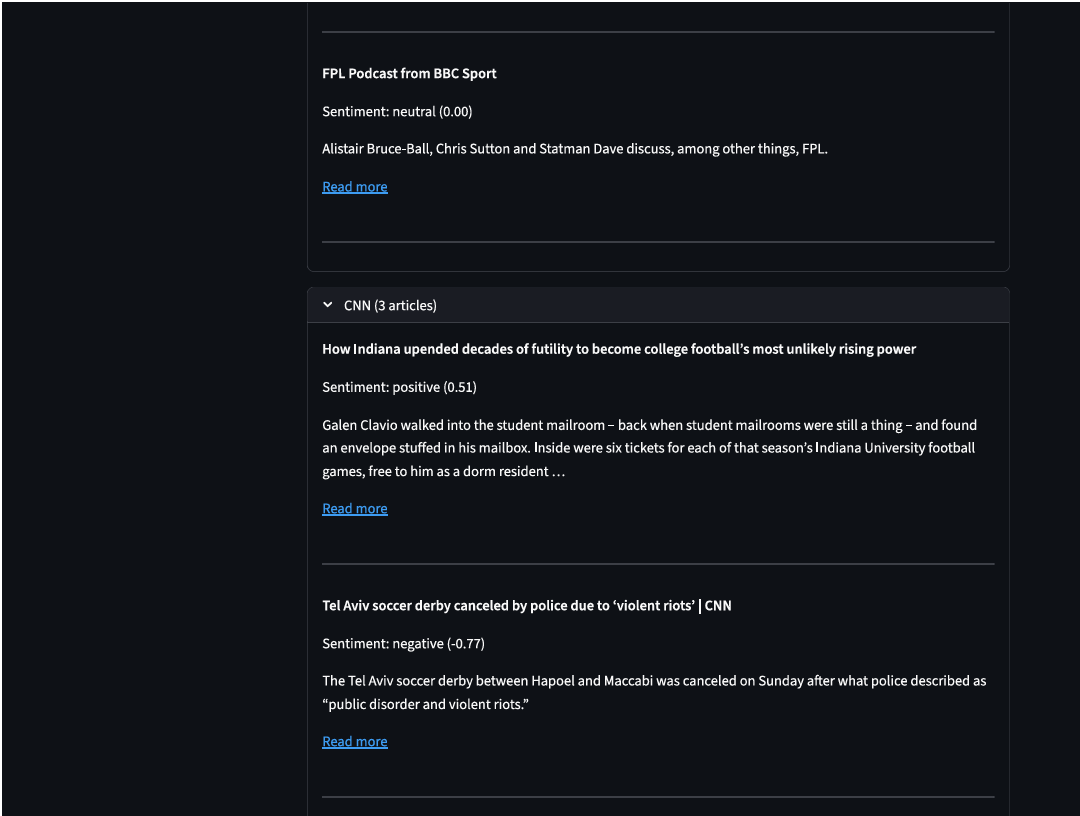 FPL Podcast from BBC Sport
Sentiment: neutral (0.00)
Alistair Bruce-Ball, Chris Sutton and Statman Dave discuss, among other things, FPL.
Read more
CNN (3 articles)
How Indiana upended decades of futility to become college football’s most unlikely rising power
Sentiment: positive (0.51)
Galen Clavio walked into the student mailroom – back when student mailrooms were still a thing – and found
an envelope stuffed in his mailbox. Inside were six tickets for each of that season’s Indiana University football
games, free to him as a dorm resident …
Read more
Tel Aviv soccer derby canceled by police due to ‘violent riots’ | CNN
Sentiment: negative (-0.77)
The Tel Aviv soccer derby between Hapoel and Maccabi was canceled on Sunday after what police described as
“public disorder and violent riots.”
Read more